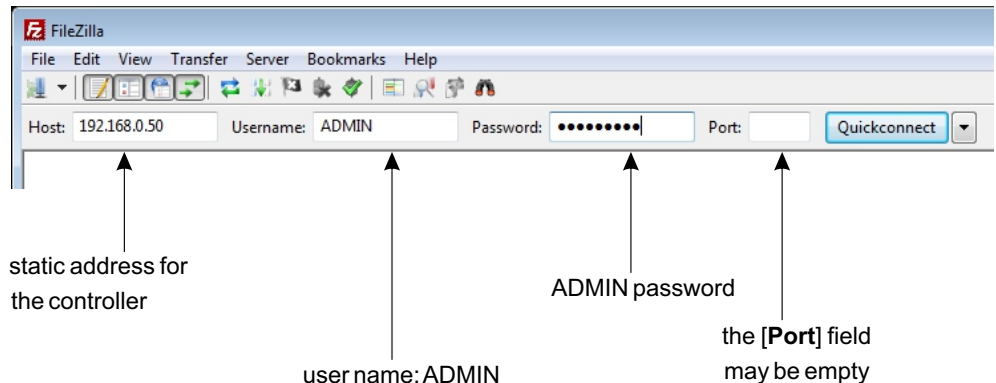 FileZilla
File Edit View Transfer Server Bookmarks Help
Host: 192.168.0.50 Username: ADMIN Password: ●●●●●●●●● Port: Quickconnect
static address for
the controller
ADMIN password
the [Port] field
may be empty
user name: ADMIN